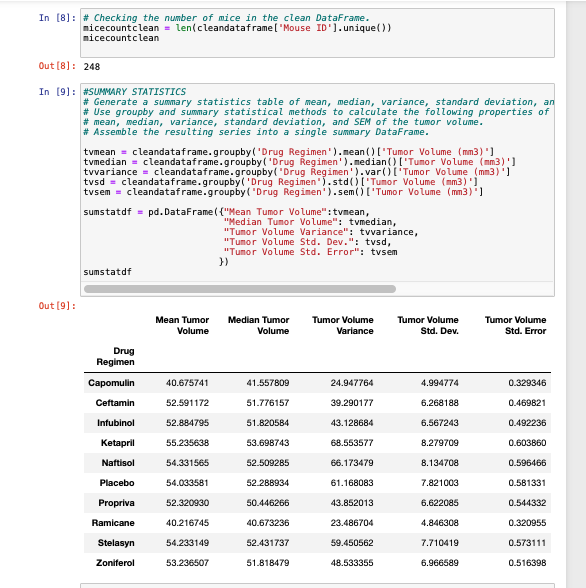 In [8]: # Checking the number of mice in the clean DataFrame.
micecountclean = len(cleandataframe['Mouse ID'].unique())
micecountclean
Out[8]: 248
In [9]: #SUMMARY STATISTICS
# Generate a summary statistics table of mean, median, variance, standard deviation, an
# Use groupby and summary statistical methods to calculate the following properties of
# mean, median, variance, standard deviation, and SEM of the tumor volume.
# Assemble the resulting series into a single summary DataFrame.
tvmean = cleandataframe.groupby('Drug Regimen').mean()['Tumor Volume (mm3)']
tvmedian = cleandataframe.groupby('Drug Regimen').median()['Tumor Volume (mm3)']
tvvariance = cleandataframe.groupby('Drug Regimen').var()['Tumor Volume (mm3)']
tvsd = cleandataframe.groupby('Drug Regimen').std()['Tumor Volume (mm3)']
tvsem = cleandataframe.groupby('Drug Regimen').sem()['Tumor Volume (mm3)']
sumstatdf = pd.DataFrame({"Mean Tumor Volume":tvmean,
"Median Tumor Volume": tvmedian,
"Tumor Volume Variance": tvvariance,
"Tumor Volume Std. Dev.": tvsd,
"Tumor Volume Std. Error": tvsem
})
sumstatdf
Out[9]:
Mean Tumor Median Tumor Tumor Volume Tumor Volume Tumor Volume
Volume Volume Variance Std. Dev. Std. Error
Drug
Regimen
Capomulin 40.675741 41.557809 24.947764 4.994774 0.329346
Ceftamin 52.591172 51.776157 39.290177 6.268188 0.469821
Infubinol 52.884795 51.820584 43.128684 6.567243 0.492236
Ketapril 55.235638 53.698743 68.553577 8.279709 0.603860
Naftisol 54.331565 52.509285 66.173479 8.134708 0.596466
Placebo 54.033581 52.288934 61.168083 7.821003 0.581331
Propriva 52.320930 50.446266 43.852013 6.622085 0.544332
Ramicane 40.216745 40.673236 23.486704 4.846308 0.320955
Stelasyn 54.233149 52.431737 59.450562 7.710419 0.573111
Zoniferol 53.236507 51.818479 48.533355 6.966589 0.516398